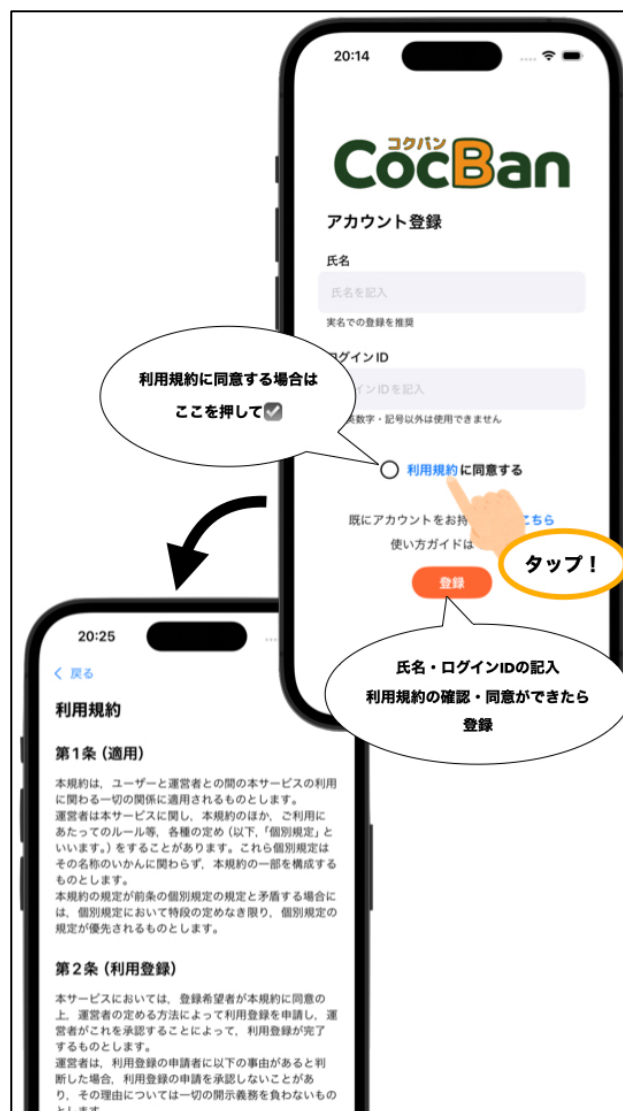 20:14
コクバン
CocBan
アカウント登録
氏名
氏名を記入
実名での登録を推奨
ログインID
インIDを記入
英数字・記号以外は使用できません
利用規約に同意する場合は
ここを押して☑
利用規約に同意する
既にアカウントをお持
こちら
使い方ガイドは
タップ！
登録
氏名・ログインIDの記入
利用規約の確認・同意ができたら
登録
20:25
戻る
利用規約
第1条（適用）
本規約は，ユーザーと運営者との間の本サービスの利用
に関わる一切の関係に適用されるものとします。
運営者は本サービスに関し，本規約のほか，ご利用に
あたってのルール等，各種の定め（以下，「個別規定」と
いいます。）をすることがあります。これら個別規定は
その名称のいかんに関わらず，本規約の一部を構成する
ものとします。
本規約の規定が前条の個別規定の規定と矛盾する場合に
は，個別規定において特段の定めなき限り，個別規定の
規定が優先されるものとします。
第2条（利用登録）
本サービスにおいては，登録希望者が本規約に同意の
上，運営者の定める方法によって利用登録を申請し，運
営者がこれを承認することによって，利用登録が完了
するものとします。
運営者は，利用登録の申請者に以下の事由があると判
断した場合，利用登録の申請を承認しないことがあ
り，その理由については一切の開示義務を負わないもの
とします